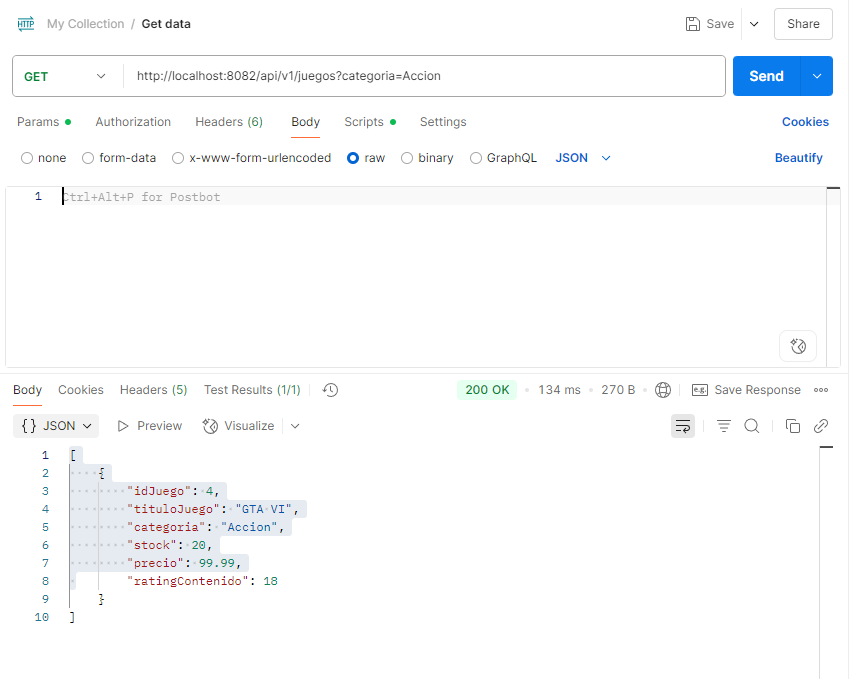 HTTP My Collection / Get data Save Share
GET http://localhost:8082/api/v1/juegos?categoria=Accion Send
Params Authorization Headers (6) Body Scripts Settings Cookies
none form-data x-www-form-urlencoded raw binary GraphQL JSON Beautify
1 Ctrl+Alt+P for Postbot
Body Cookies Headers (5) Test Results (1/1) 200 OK 134 ms 270 B e.g. Save Response
{} JSON Preview Visualize
1 [
2 {
3 "idJuego": 4,
4 "tituloJuego": "GTA VI",
5 "categoria": "Accion",
6 "stock": 20,
7 "precio": 99.99,
8 "ratingContenido": 18
9 }
10 ]